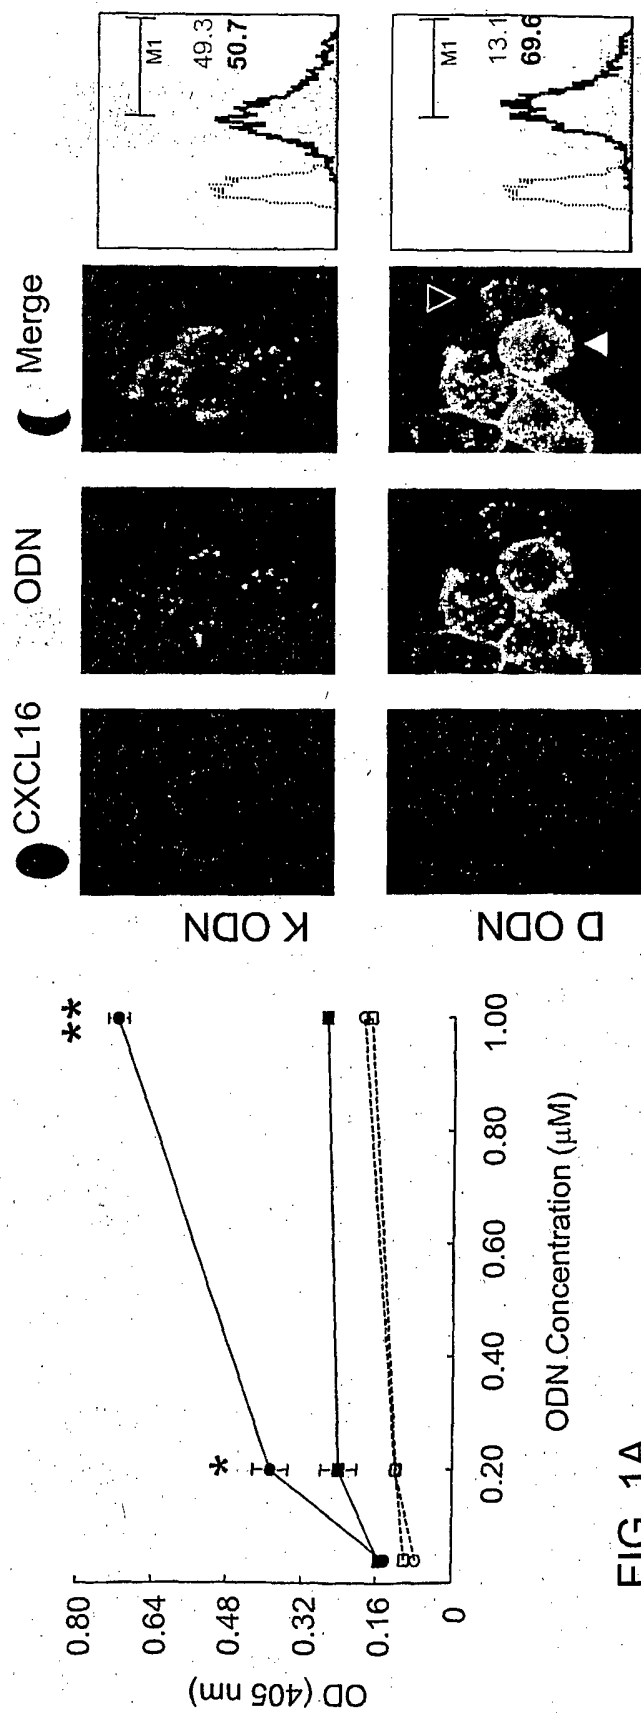 0.80
0.64
0.48
0.32
0.16
0
OD (405 nm)
**
*
0.20
0.40
0.60
0.80
1.00
ODN Concentration (µM)
FIG. 1A
CXCL16
ODN
Merge
K ODN
M1
49.3
50.7
D ODN
M1
13.1
69.6